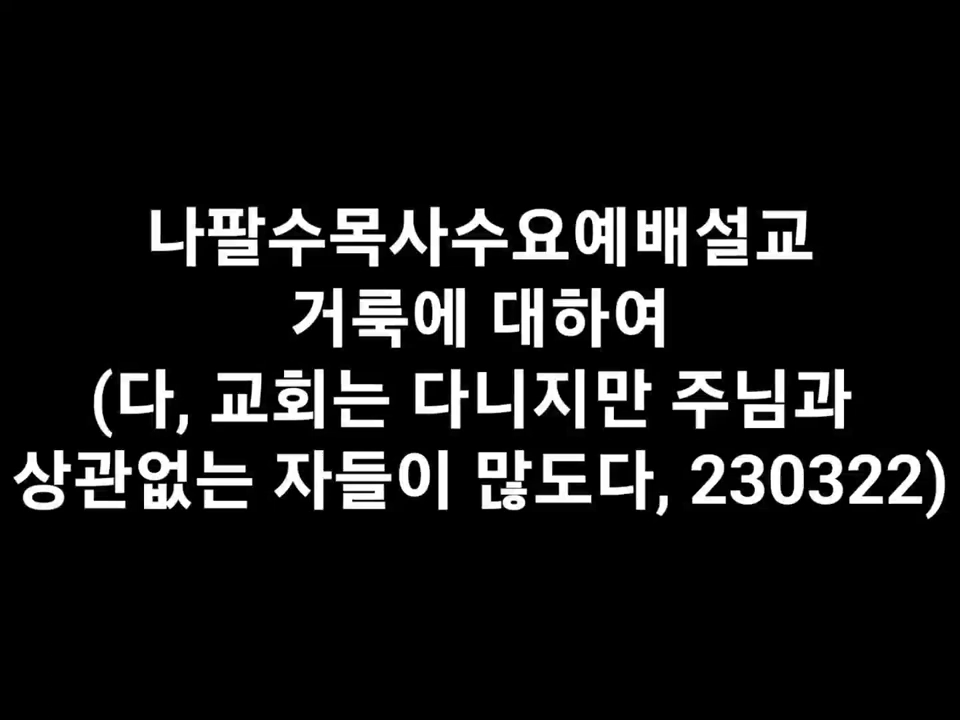 나팔수목사수요예배설교
거룩에 대하여
(다, 교회는 다니지만 주님과
상관없는 자들이 많도다, 230322)